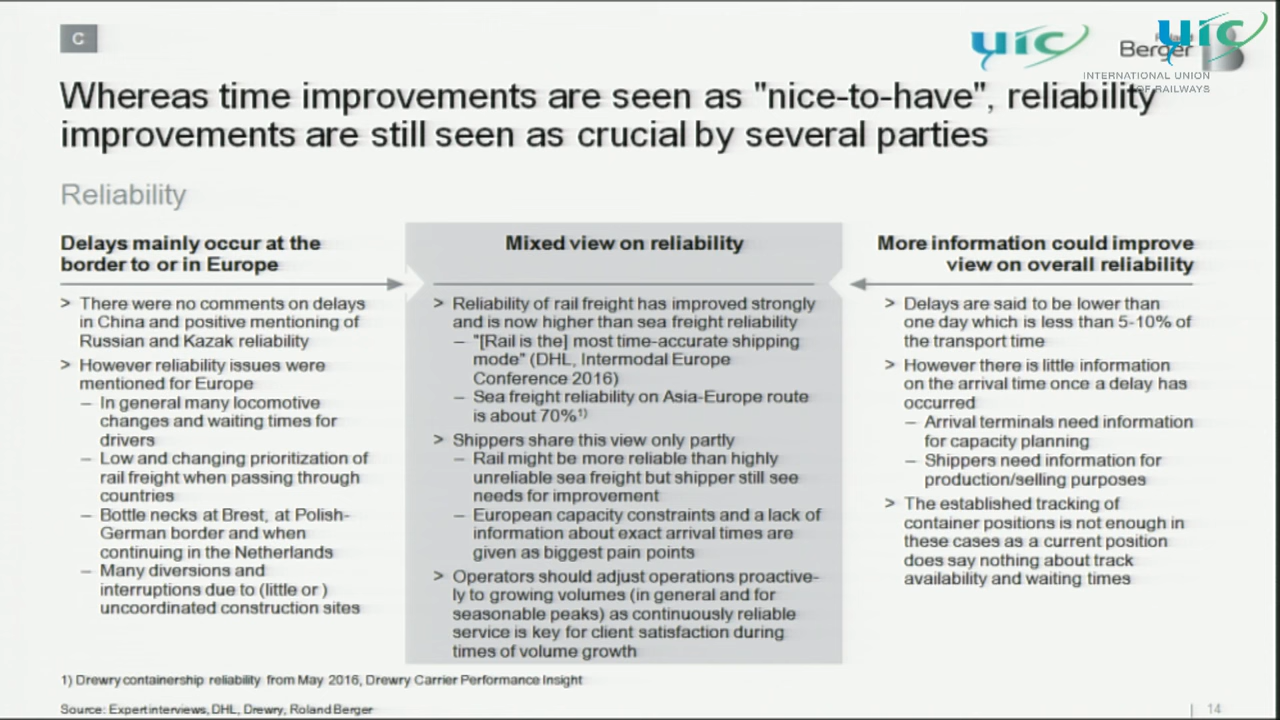 C
uic
Berger
uic
INTERNATIONAL UNION
OF RAILWAYS
Whereas time improvements are seen as "nice-to-have", reliability
improvements are still seen as crucial by several parties
Reliability
Delays mainly occur at the
border to or in Europe
> There were no comments on delays
in China and positive mentioning of
Russian and Kazak reliability
> However reliability issues were
mentioned for Europe
– In general many locomotive
changes and waiting times for
drivers
– Low and changing prioritization of
rail freight when passing through
countries
– Bottle necks at Brest, at Polish-
German border and when
continuing in the Netherlands
– Many diversions and
interruptions due to (little or )
uncoordinated construction sites
Mixed view on reliability
> Reliability of rail freight has improved strongly
and is now higher than sea freight reliability
– "[Rail is the] most time-accurate shipping
mode" (DHL, Intermodal Europe
Conference 2016)
– Sea freight reliability on Asia-Europe route
is about 70%1)
> Shippers share this view only partly
– Rail might be more reliable than highly
unreliable sea freight but shipper still see
needs for improvement
– European capacity constraints and a lack of
information about exact arrival times are
given as biggest pain points
> Operators should adjust operations proactive-
ly to growing volumes (in general and for
seasonable peaks) as continuously reliable
service is key for client satisfaction during
times of volume growth
More information could improve
view on overall reliability
> Delays are said to be lower than
one day which is less than 5-10% of
the transport time
> However there is little information
on the arrival time once a delay has
occurred
– Arrival terminals need information
for capacity planning
– Shippers need information for
production/selling purposes
> The established tracking of
container positions is not enough in
these cases as a current position
does say nothing about track
availability and waiting times
1) Drewry containership reliability from May 2016, Drewry Carrier Performance Insight
Source: Expert interviews, DHL, Drewry, Roland Berger
14